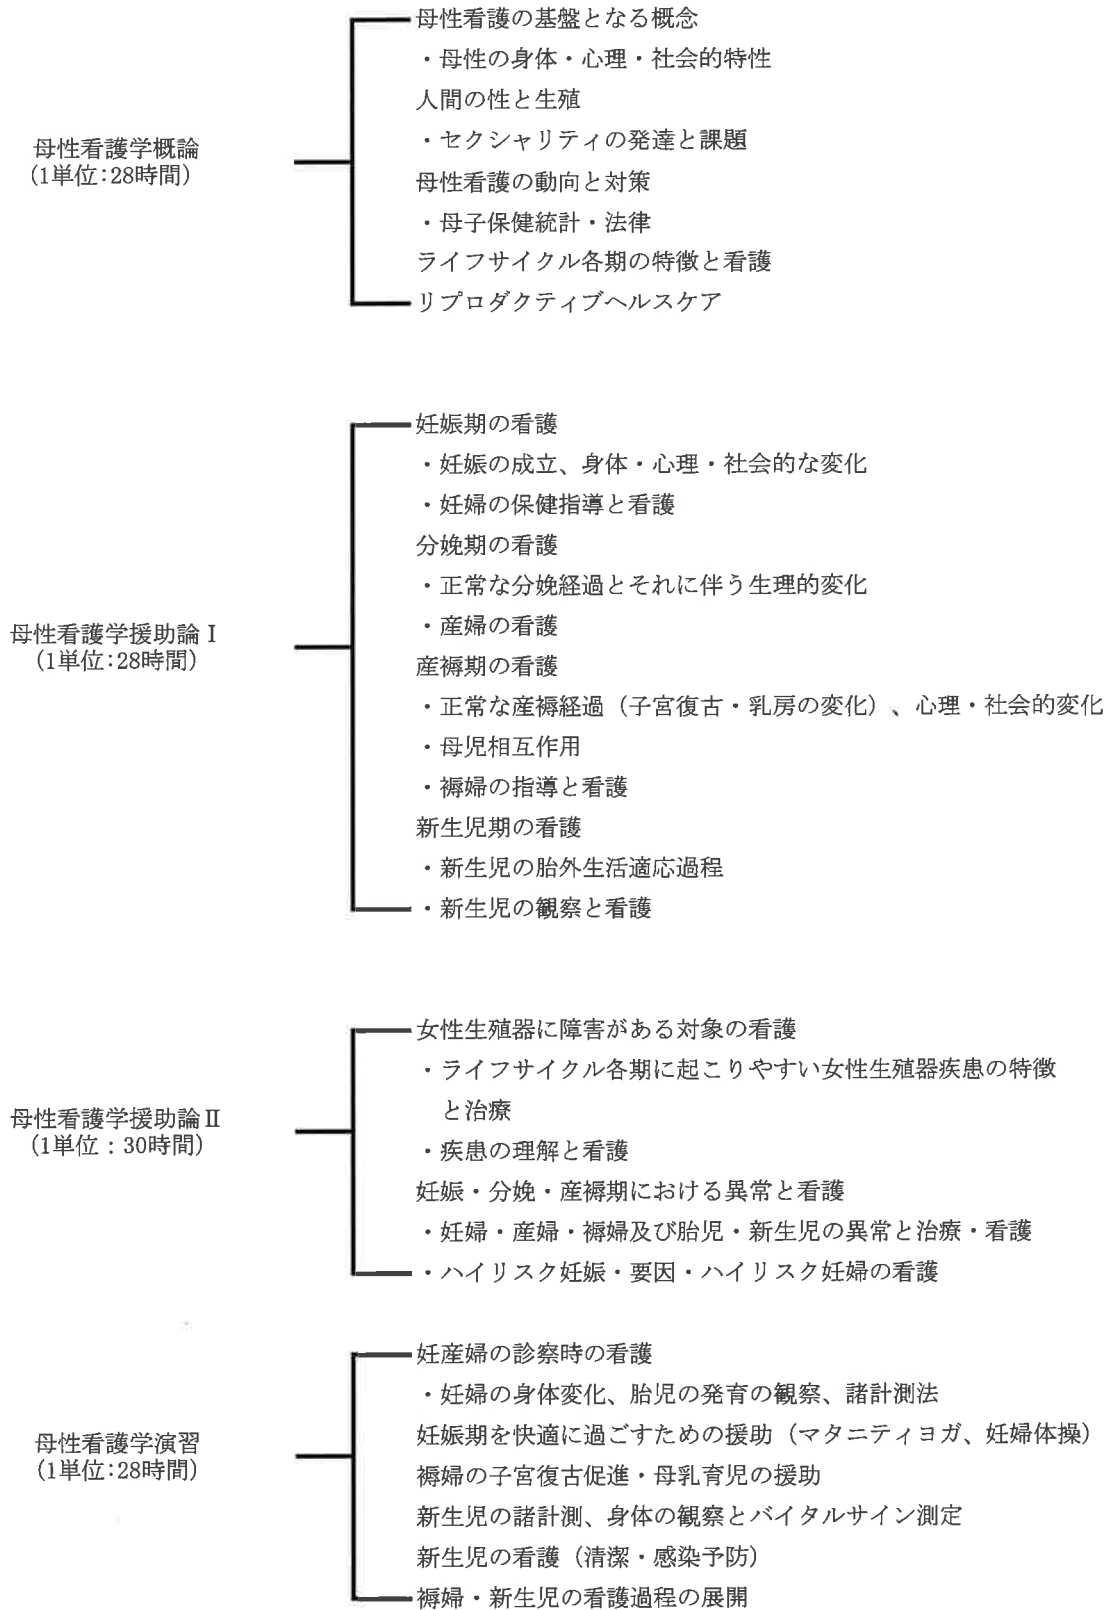 母性看護学概論
(1単位:28時間)
母性看護の基盤となる概念
・母性の身体・心理・社会的特性
人間の性と生殖
・セクシャリティの発達と課題
母性看護の動向と対策
・母子保健統計・法律
ライフサイクル各期の特徴と看護
リプロダクティブヘルスケア
母性看護学援助論Ⅰ
(1単位:28時間)
妊娠期の看護
・妊娠の成立、身体・心理・社会的な変化
・妊婦の保健指導と看護
分娩期の看護
・正常な分娩経過とそれに伴う生理的変化
・産婦の看護
産褥期の看護
・正常な産褥経過（子宮復古・乳房の変化）、心理・社会的変化
・母児相互作用
・褥婦の指導と看護
新生児期の看護
・新生児の胎外生活適応過程
・新生児の観察と看護
母性看護学援助論Ⅱ
(1単位：30時間)
女性生殖器に障害がある対象の看護
・ライフサイクル各期に起こりやすい女性生殖器疾患の特徴
と治療
・疾患の理解と看護
妊娠・分娩・産褥期における異常と看護
・妊婦・産婦・褥婦及び胎児・新生児の異常と治療・看護
・ハイリスク妊娠・要因・ハイリスク妊婦の看護
母性看護学演習
(1単位:28時間)
妊産婦の診察時の看護
・妊婦の身体変化、胎児の発育の観察、諸計測法
妊娠期を快適に過ごすための援助（マタニティヨガ、妊婦体操）
褥婦の子宮復古促進・母乳育児の援助
新生児の諸計測、身体の観察とバイタルサイン測定
新生児の看護（清潔・感染予防）
褥婦・新生児の看護過程の展開